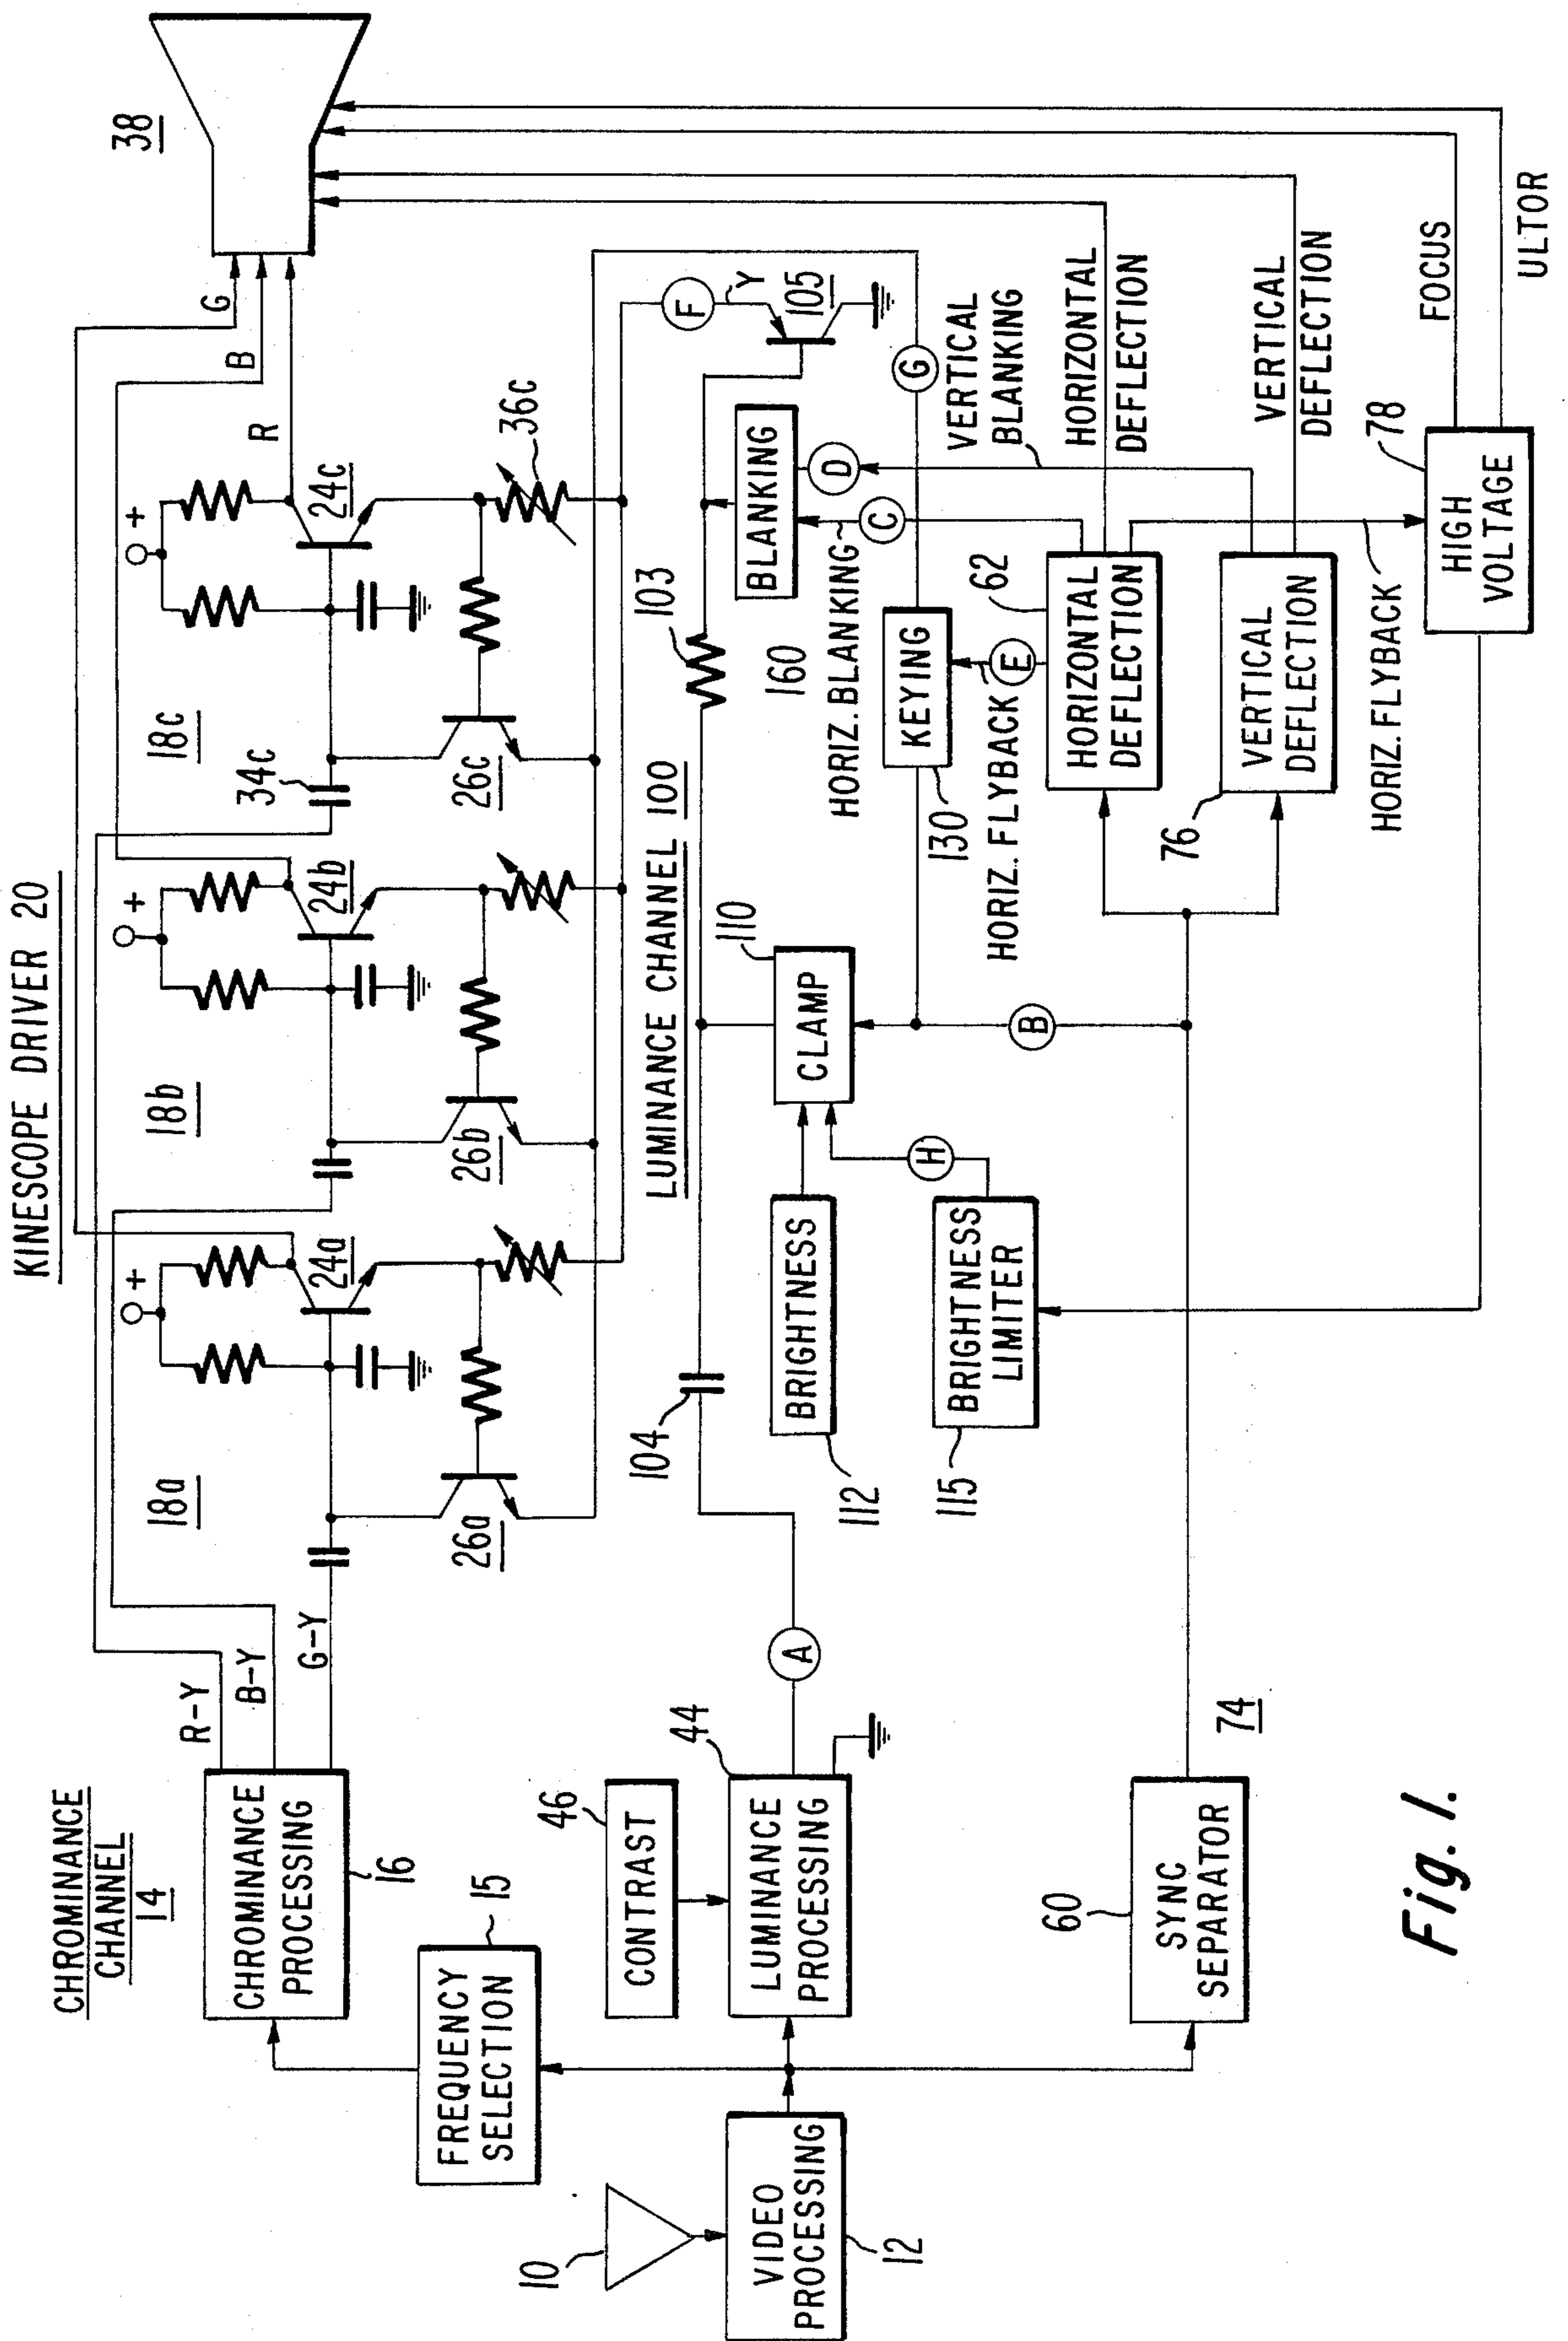 KINESCOPE DRIVER 20
CHROMINANCE
CHANNEL
14
CHROMINANCE
PROCESSING
16
R-Y
B-Y
G-Y
18a
18b
18c
+
+
+
24a
24b
24c
26a
26b
26c
34c
36c
G
B
R
38
FREQUENCY
SELECTION
15
CONTRAST
46
10
VIDEO
PROCESSING
12
LUMINANCE
PROCESSING
44
A
LUMINANCE CHANNEL 100
104
103
F
Y
105
BRIGHTNESS
112
CLAMP
110
BLANKING
160
BRIGHTNESS
LIMITER
115
H
B
KEYING
130
G
C
D
E
HORIZ. BLANKING
HORIZ. FLYBACK
VERTICAL
BLANKING
HORIZONTAL
DEFLECTION
62
HORIZONTAL
DEFLECTION
VERTICAL
DEFLECTION
76
VERTICAL
DEFLECTION
SYNC
SEPARATOR
60
74
HORIZ. FLYBACK
HIGH
VOLTAGE
78
FOCUS
ULTOR
Fig. 1.